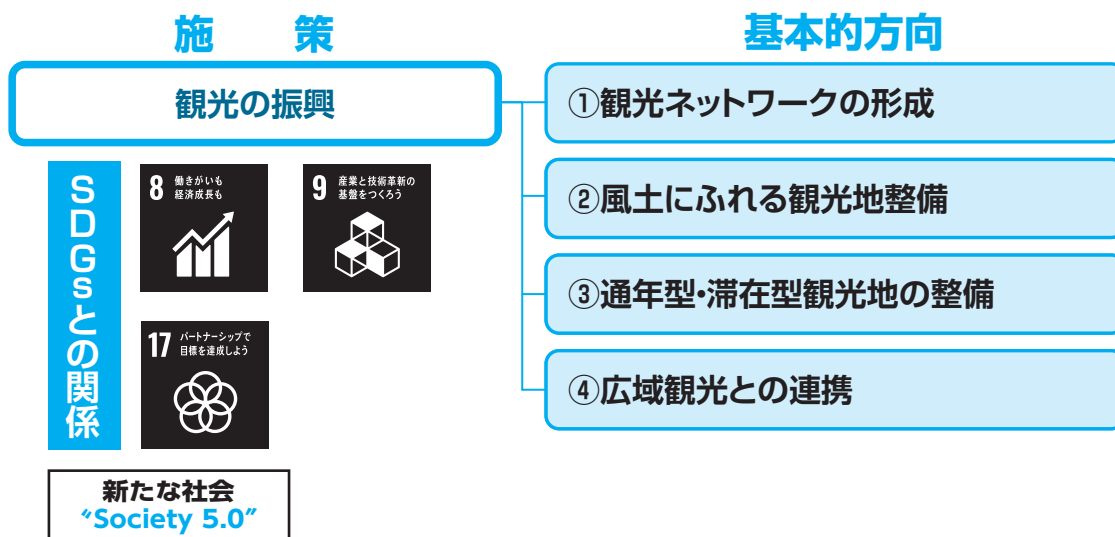 施 策
観光の振興
SDGsとの関係
8 働きがいも
経済成長も
9 産業と技術革新の
基盤をつくろう
17 パートナーシップで
目標を達成しよう
新たな社会
“Society 5.0”
基本的方向
①観光ネットワークの形成
②風土にふれる観光地整備
③通年型・滞在型観光地の整備
④広域観光との連携